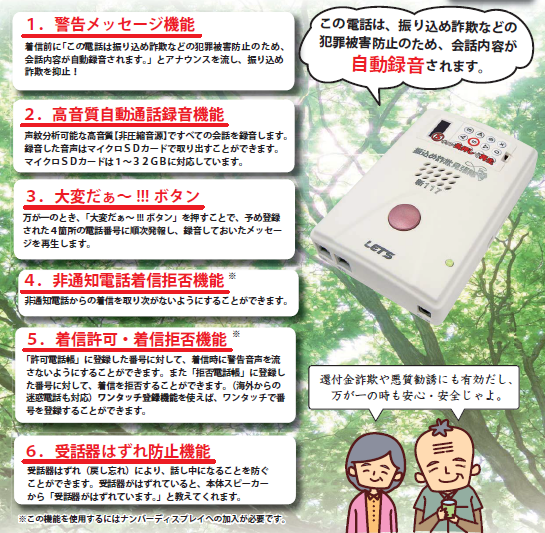 1．警告メッセージ機能
着信前に「この電話は振り込め詐欺などの犯罪被害防止のため、
会話内容が自動録音されます。」とアナウンスを流し、振り込め
詐欺を抑止！
2．高音質自動通話録音機能
声紋分析可能な高音質【非圧縮音源】ですべての会話を録音します。
録音した音声はマイクロSDカードで取り出すことができます。
マイクロSDカードは1～32GBに対応しています。
3．大変だぁ～!!!ボタン
万が一のとき、「大変だぁ～!!!ボタン」を押すことで、予め登録
された4箇所の電話番号に順次発報し、録音しておいたメッセー
ジを再生します。
4．非通知電話着信拒否機能※
非通知電話からの着信を取り次がないようにすることができます。
5．着信許可・着信拒否機能※
「許可電話帳」に登録した番号に対して、着信時に警告音声を流
さないようにすることができます。また「拒否電話帳」に登録し
た番号に対して、着信を拒否することができます。（海外からの
迷惑電話も対応）ワンタッチ登録機能を使えば、ワンタッチで番
号を登録することができます。
6．受話器はずれ防止機能
受話器はずれ（戻し忘れ）により、話し中になることを防ぐ
ことができます。受話器がはずれていると、本体スピーカー
から「受話器がはずれています。」と教えてくれます。
※この機能を使用するにはナンバーディスプレイへの加入が必要です。
この電話は、振り込め詐欺などの
犯罪被害防止のため、会話内容が
自動録音されます。
振込め詐欺見張隊
新117
LETS
還付金詐欺や悪質勧誘にも有効だし、
万が一の時も安心・安全じゃよ。